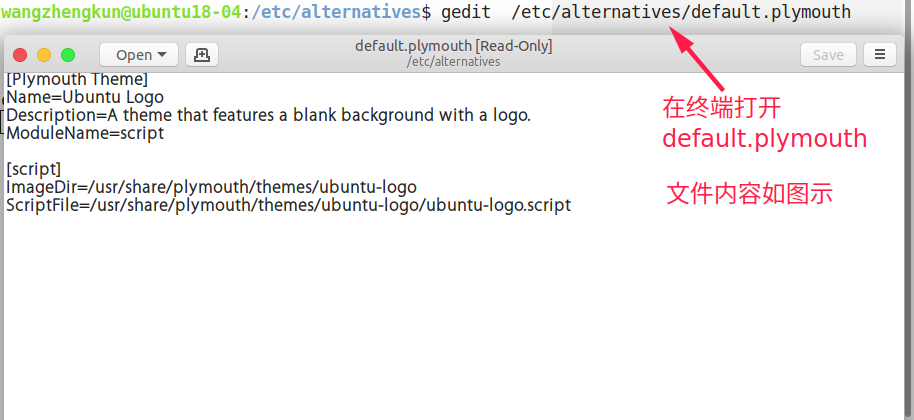 wangzhengkun@ubuntu18-04:/etc/alternatives$ gedit  /etc/alternatives/default.plymouth
Open
default.plymouth [Read-Only]
/etc/alternatives
Save
[Plymouth Theme]
Name=Ubuntu Logo
Description=A theme that features a blank background with a logo.
ModuleName=script
[script]
ImageDir=/usr/share/plymouth/themes/ubuntu-logo
ScriptFile=/usr/share/plymouth/themes/ubuntu-logo/ubuntu-logo.script
在终端打开
default.plymouth
文件内容如图示